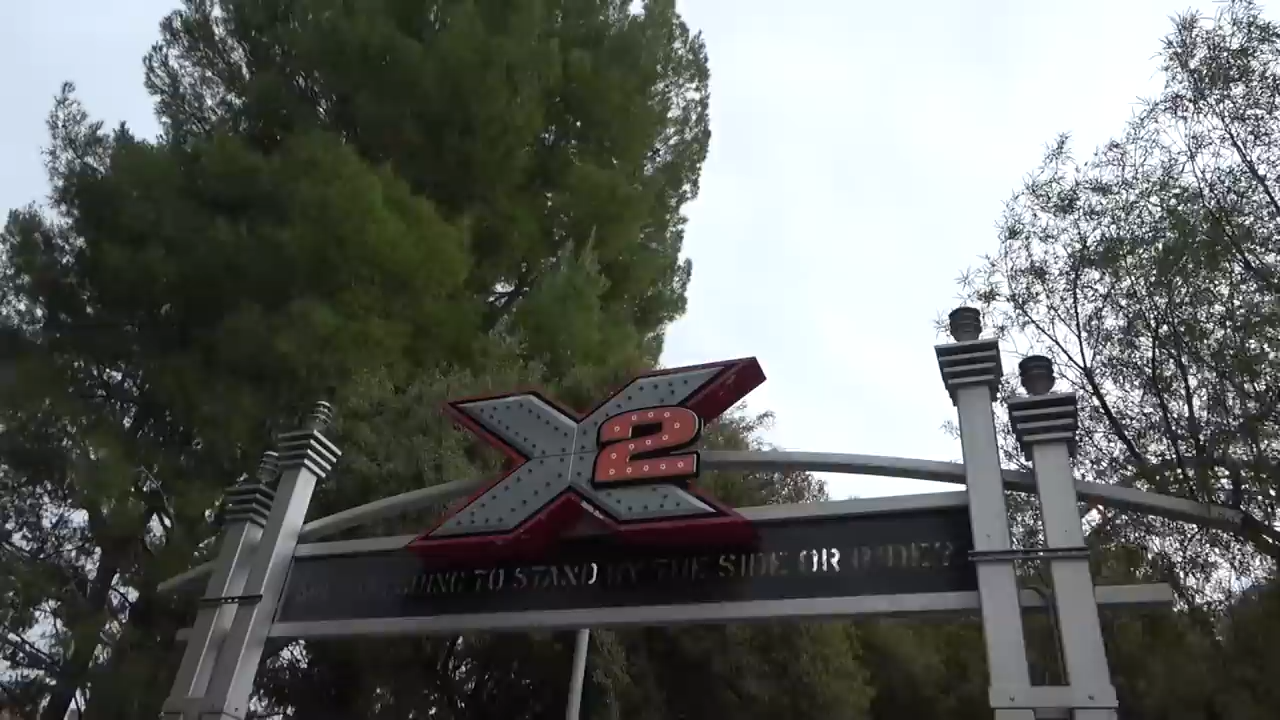 X2
TO STAND BY THE SIDE OR RIDE?